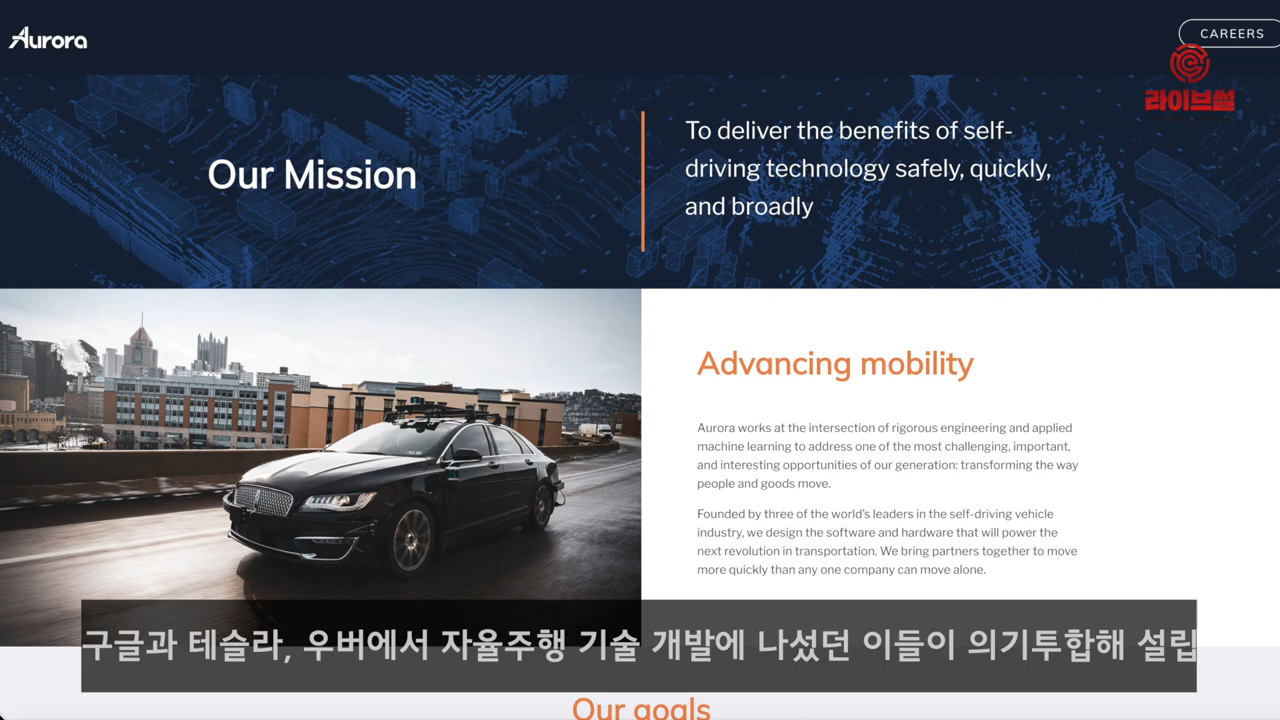 Aurora
CAREERS
라이브썰
Our Mission
To deliver the benefits of self-
driving technology safely, quickly,
and broadly
Advancing mobility
Aurora works at the intersection of rigorous engineering and applied
machine learning to address one of the most challenging, important,
and interesting opportunities of our generation: transforming the way
people and goods move.
Founded by three of the world's leaders in the self-driving vehicle
industry, we design the software and hardware that will power the
next revolution in transportation. We bring partners together to move
more quickly than any one company can move alone.
구글과 테슬라, 우버에서 자율주행 기술 개발에 나섰던 이들이 의기투합해 설립
Our goals